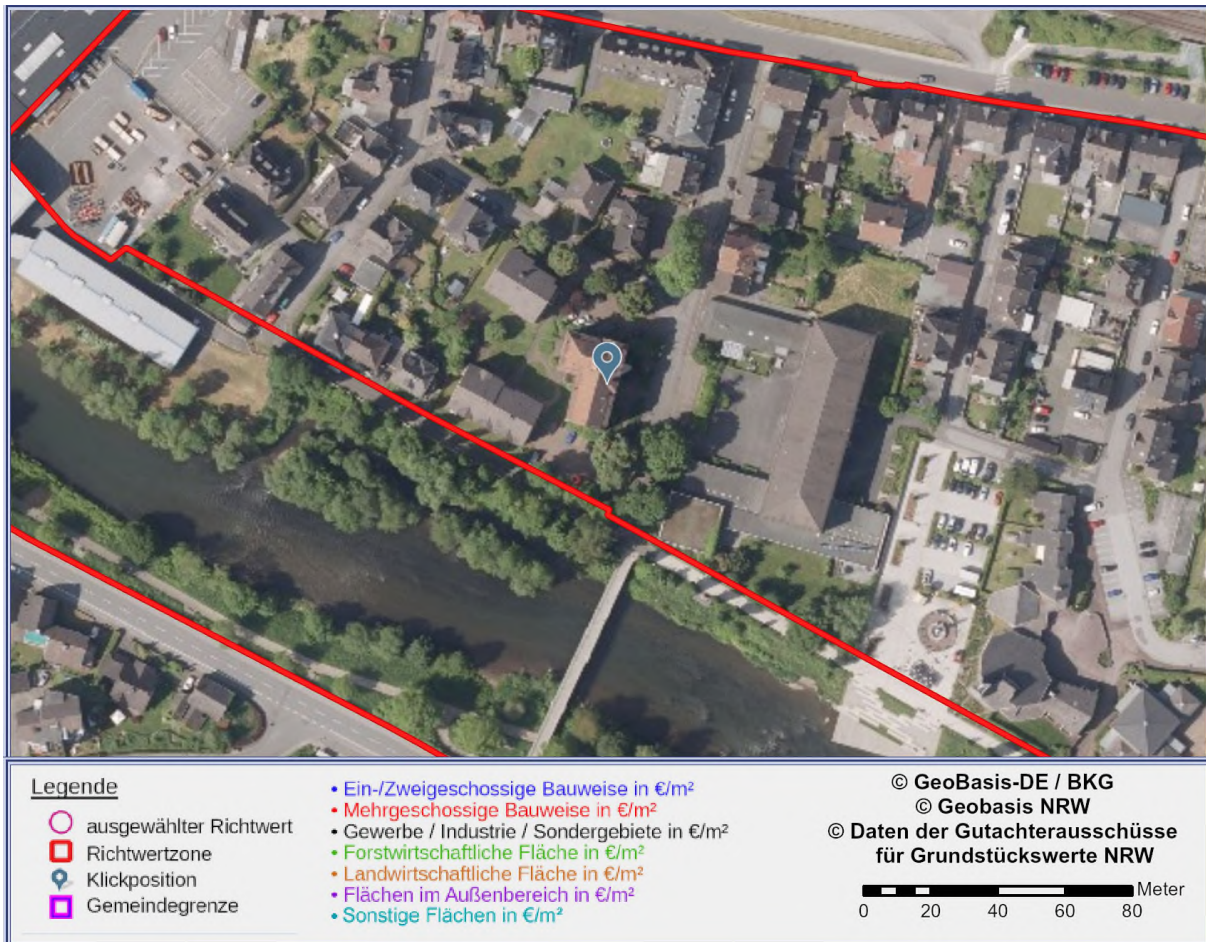 Legende
ausgewählter Richtwert
Richtwertzone
Klickposition
Gemeindegrenze
• Ein-/Zweigeschossige Bauweise in €/m²
• Mehrgeschossige Bauweise in €/m²
• Gewerbe / Industrie / Sondergebiete in €/m²
• Forstwirtschaftliche Fläche in €/m²
• Landwirtschaftliche Fläche in €/m²
• Flächen im Außenbereich in €/m²
• Sonstige Flächen in €/m²
© GeoBasis-DE / BKG
© Geobasis NRW
© Daten der Gutachterausschüsse
für Grundstückswerte NRW
Meter
0 20 40 60 80